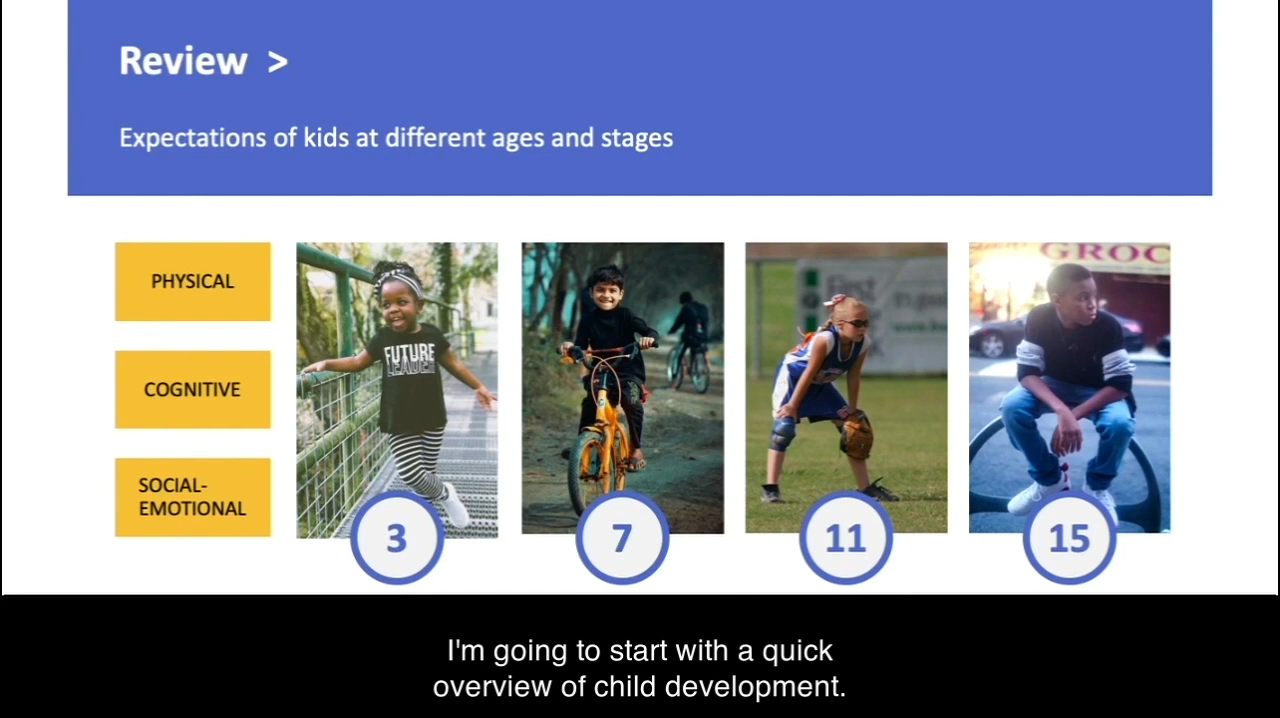 Review >
Expectations of kids at different ages and stages
PHYSICAL
COGNITIVE
SOCIAL-
EMOTIONAL
FUTURE
LEADER
GROC
3
7
11
15
I'm going to start with a quick
overview of child development.